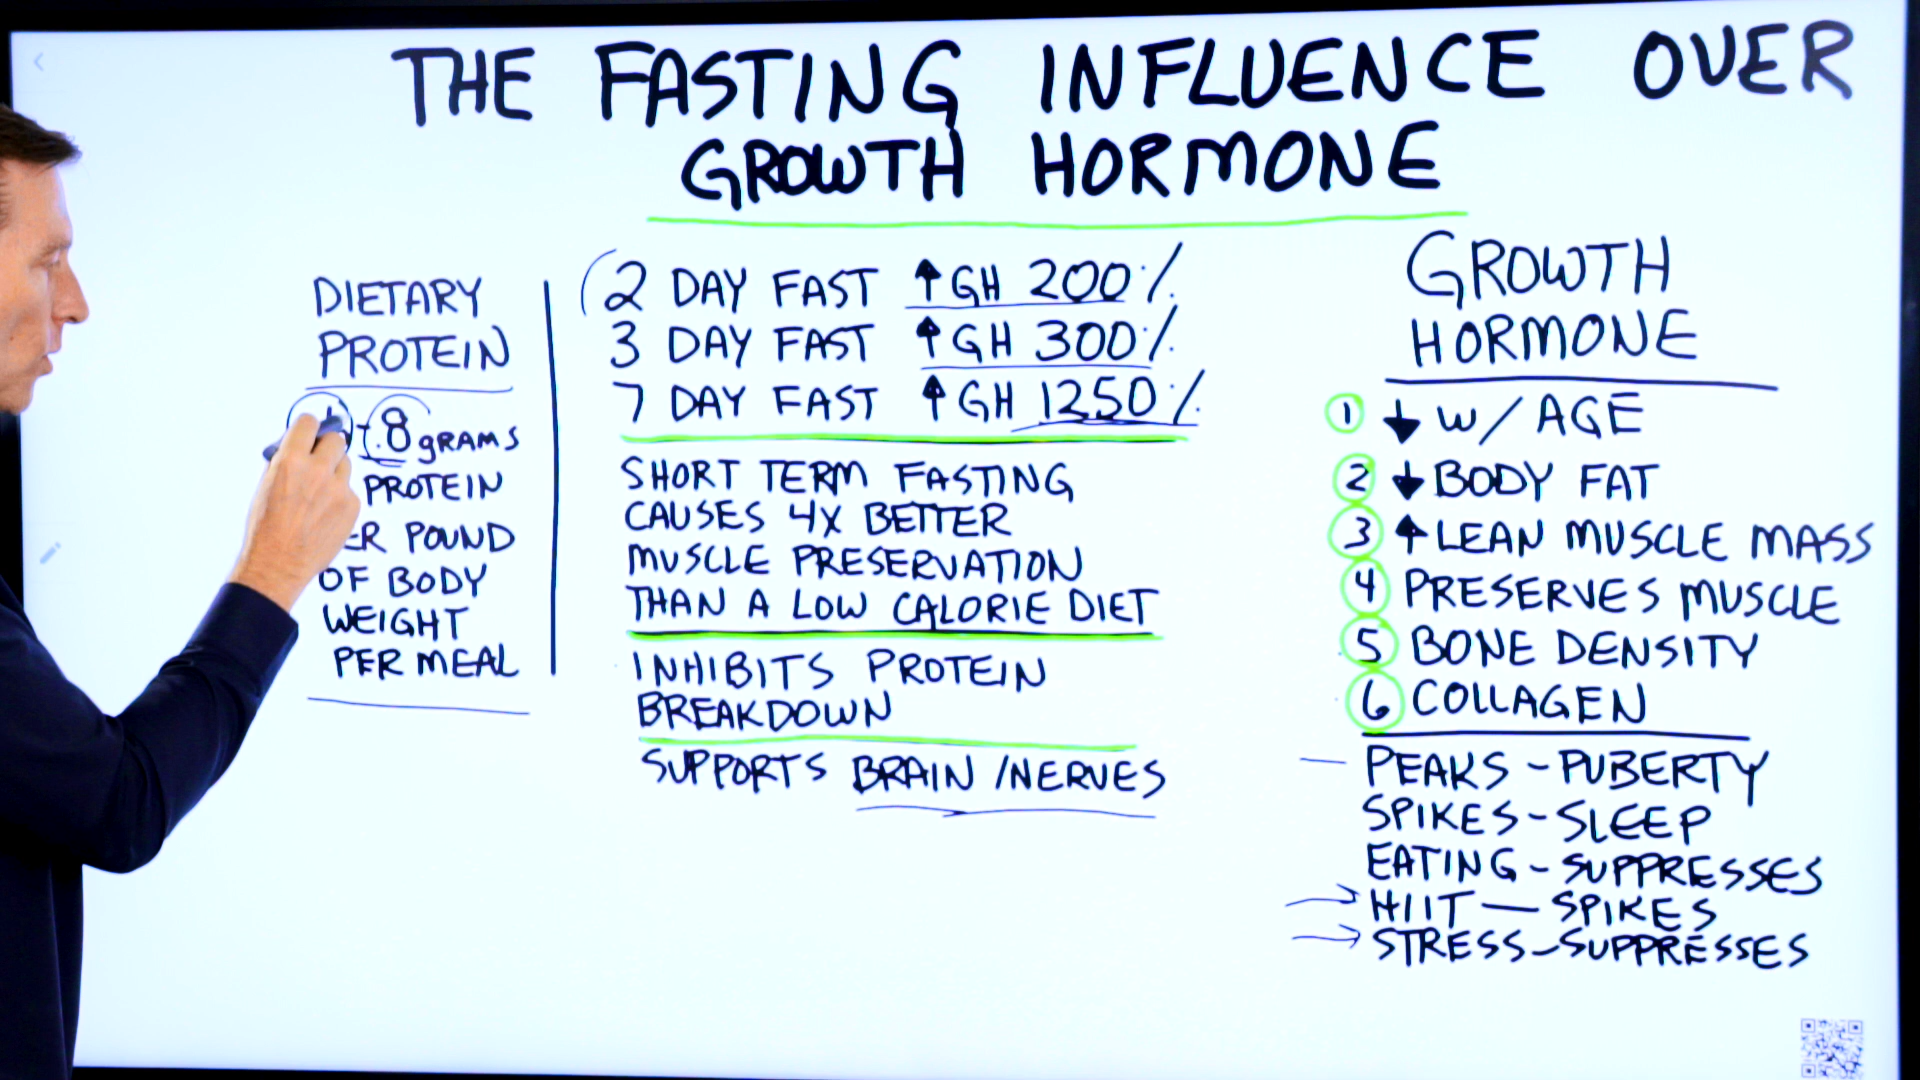 THE FASTING INFLUENCE OVER
GROWTH HORMONE
DIETARY
PROTEIN
.8 GRAMS
PROTEIN
POUND
OF BODY
WEIGHT
PER MEAL
2 DAY FAST ↑GH 200%
3 DAY FAST ↑GH 300%
7 DAY FAST ↑GH 1250%
SHORT TERM FASTING
CAUSES 4X BETTER
MUSCLE PRESERVATION
THAN A LOW CALORIE DIET
INHIBITS PROTEIN
BREAKDOWN
SUPPORTS BRAIN/NERVES
GROWTH
HORMONE
1 ↓ W/ AGE
2 ↓ BODY FAT
3 ↑ LEAN MUSCLE MASS
4 PRESERVES MUSCLE
5 BONE DENSITY
6 COLLAGEN
PEAKS - PUBERTY
SPIKES - SLEEP
EATING - SUPPRESSES
→ HIIT — SPIKES
→ STRESS - SUPPRESSES